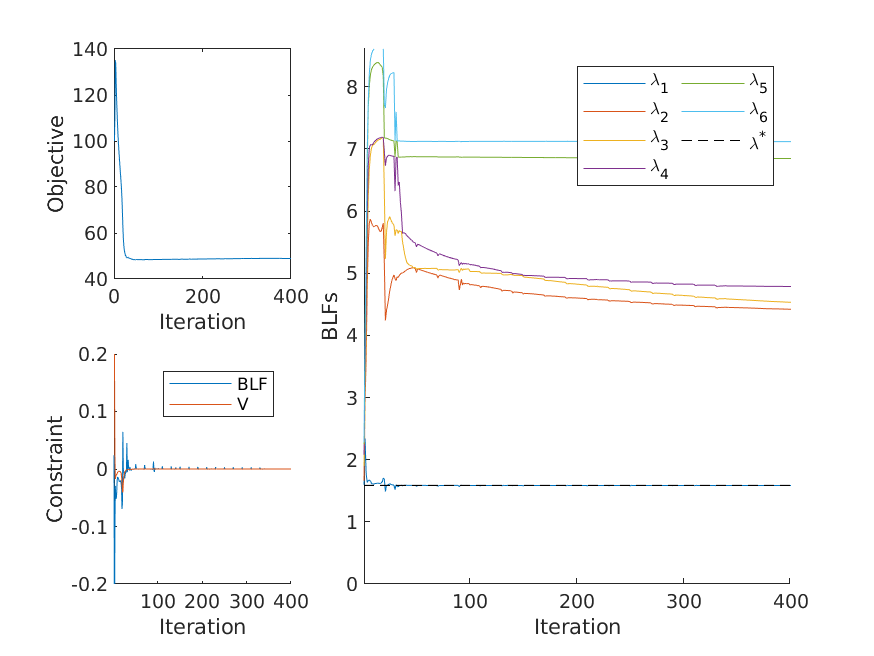 Objective
140
120
100
80
60
40
0
200
400
Iteration
Constraint
0.2
0.1
0
-0.1
-0.2
BLF
V
100 200 300 400
Iteration
BLFs
8
7
6
5
4
3
2
1
0
λ1 λ5
λ2 λ6
λ3 λ*
λ4
100
200
300
400
Iteration